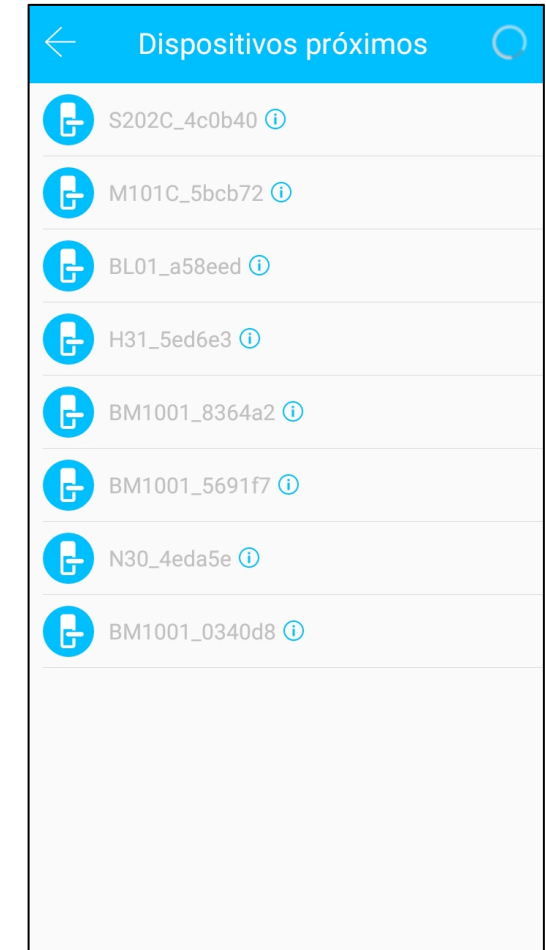 Dispositivos próximos
S202C_4c0b40
M101C_5bcb72
BL01_a58eed
H31_5ed6e3
BM1001_8364a2
BM1001_5691f7
N30_4eda5e
BM1001_0340d8